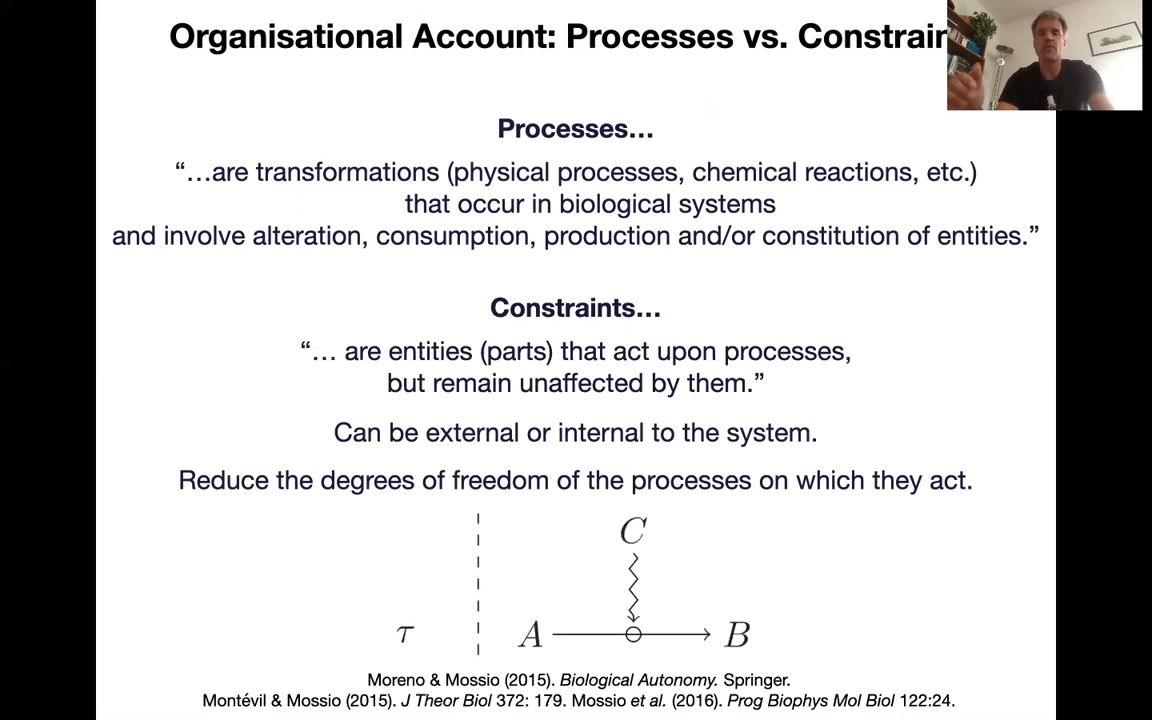 Organisational Account: Processes vs. Constrain
Processes…
“…are transformations (physical processes, chemical reactions, etc.)
that occur in biological systems
and involve alteration, consumption, production and/or constitution of entities.”
Constraints…
“… are entities (parts) that act upon processes,
but remain unaffected by them.”
Can be external or internal to the system.
Reduce the degrees of freedom of the processes on which they act.
C
τ A B
Moreno & Mossio (2015). Biological Autonomy. Springer.
Montévil & Mossio (2015). J Theor Biol 372: 179. Mossio et al. (2016). Prog Biophys Mol Biol 122:24.